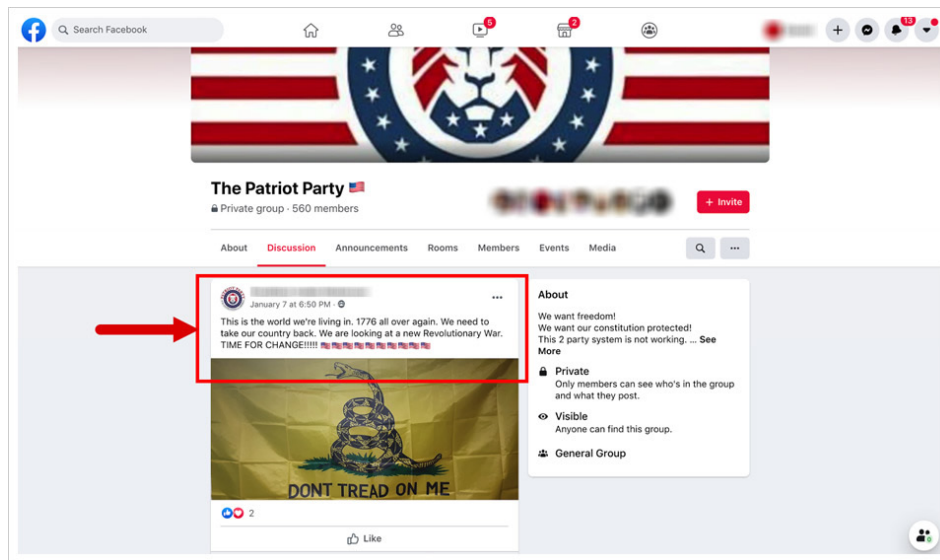 Search Facebook
5
2
13
The Patriot Party 🇺🇸
Private group · 560 members
+ Invite
About
Discussion
Announcements
Rooms
Members
Events
Media
January 7 at 6:50 PM ·
This is the world we're living in. 1776 all over again. We need to
take our country back. We are looking at a new Revolutionary War.
TIME FOR CHANGE!!!!! 🇺🇸🇺🇸🇺🇸🇺🇸🇺🇸🇺🇸🇺🇸🇺🇸🇺🇸🇺🇸
DONT TREAD ON ME
2
Like
About
We want freedom!
We want our constitution protected!
This 2 party system is not working. ... See
More
Private
Only members can see who's in the group
and what they post.
Visible
Anyone can find this group.
General Group